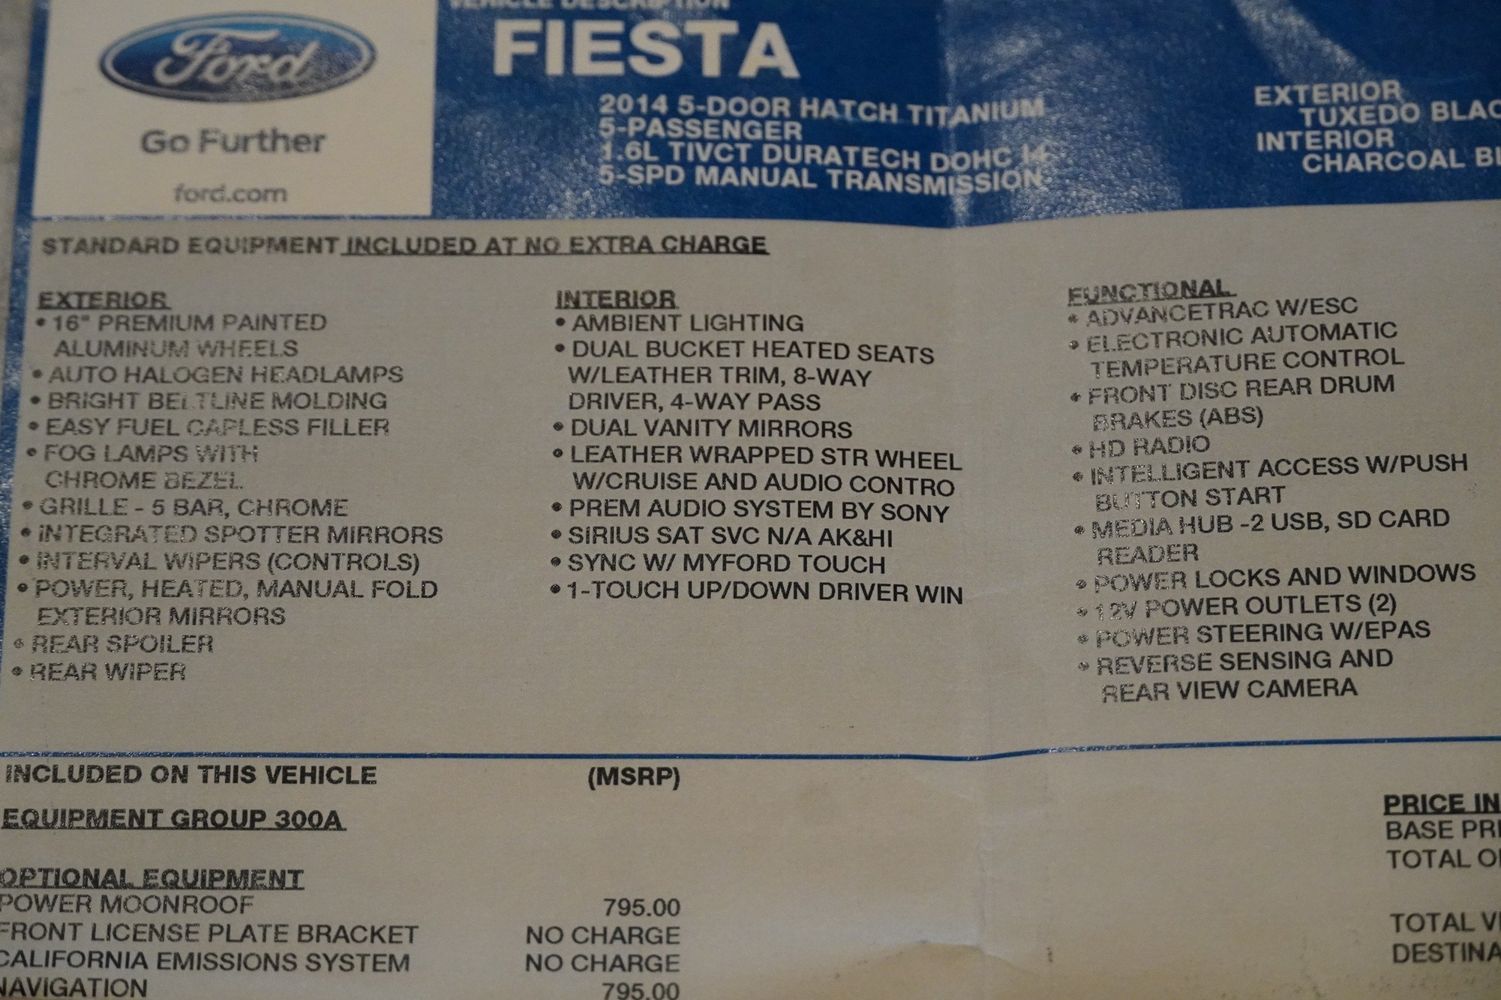 Ford
Go Further
ford.com
VEHICLE DESCRIPTION
FIESTA
2014 5-DOOR HATCH TITANIUM
5-PASSENGER
1.6L TIVCT DURATECH DOHC I4
5-SPD MANUAL TRANSMISSION
EXTERIOR
TUXEDO BLAC
INTERIOR
CHARCOAL
STANDARD EQUIPMENT INCLUDED AT NO EXTRA CHARGE
EXTERIOR
• 16" PREMIUM PAINTED
ALUMINUM WHEELS
• AUTO HALOGEN HEADLAMPS
• BRIGHT BELTLINE MOLDING
• EASY FUEL CAPLESS FILLER
• FOG LAMPS WITH
CHROME BEZEL
• GRILLE - 5 BAR, CHROME
• INTEGRATED SPOTTER MIRRORS
• INTERVAL WIPERS (CONTROLS)
• POWER, HEATED, MANUAL FOLD
EXTERIOR MIRRORS
• REAR SPOILER
• REAR WIPER
INTERIOR
• AMBIENT LIGHTING
• DUAL BUCKET HEATED SEATS
W/LEATHER TRIM, 8-WAY
DRIVER, 4-WAY PASS
• DUAL VANITY MIRRORS
• LEATHER WRAPPED STR WHEEL
W/CRUISE AND AUDIO CONTRO
• PREM AUDIO SYSTEM BY SONY
• SIRIUS SAT SVC N/A AK&HI
• SYNC W/ MYFORD TOUCH
• 1-TOUCH UP/DOWN DRIVER WIN
FUNCTIONAL
• ADVANCETRAC W/ESC
• ELECTRONIC AUTOMATIC
TEMPERATURE CONTROL
• FRONT DISC REAR DRUM
BRAKES (ABS)
• HD RADIO
• INTELLIGENT ACCESS W/PUSH
BUTTON START
• MEDIA HUB -2 USB, SD CARD
READER
• POWER LOCKS AND WINDOWS
• 12V POWER OUTLETS (2)
• POWER STEERING W/EPAS
• REVERSE SENSING AND
REAR VIEW CAMERA
INCLUDED ON THIS VEHICLE (MSRP)
EQUIPMENT GROUP 300A
OPTIONAL EQUIPMENT
POWER MOONROOF 795.00
FRONT LICENSE PLATE BRACKET NO CHARGE
CALIFORNIA EMISSIONS SYSTEM NO CHARGE
NAVIGATION 795.00
PRICE IN
BASE PRI
TOTAL O
TOTAL V
DESTINA